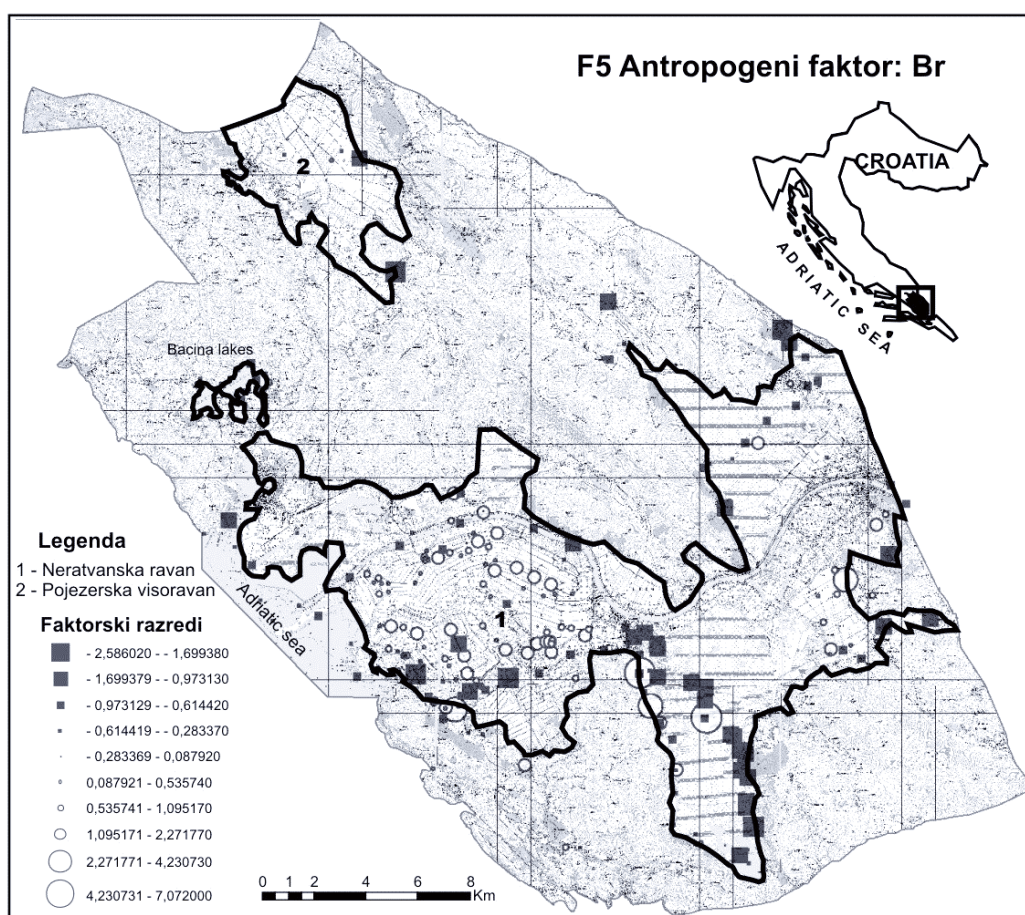 F5 Antropogeni faktor: Br
CROATIA
ADRIATIC SEA
2
Bacina lakes
1
Adriatic sea
Legenda
1 - Neratvanska ravan
2 - Pojezerska visoravan
Faktorski razredi
- 2,586020 - - 1,699380
- 1,699379 - - 0,973130
- 0,973129 - - 0,614420
- 0,614419 - - 0,283370
- 0,283369 - - 0,087920
0,087921 - 0,535740
0,535741 - 1,095170
1,095171 - 2,271770
2,271771 - 4,230730
4,230731 - 7,072000
0 1 2 4 6 8
Km